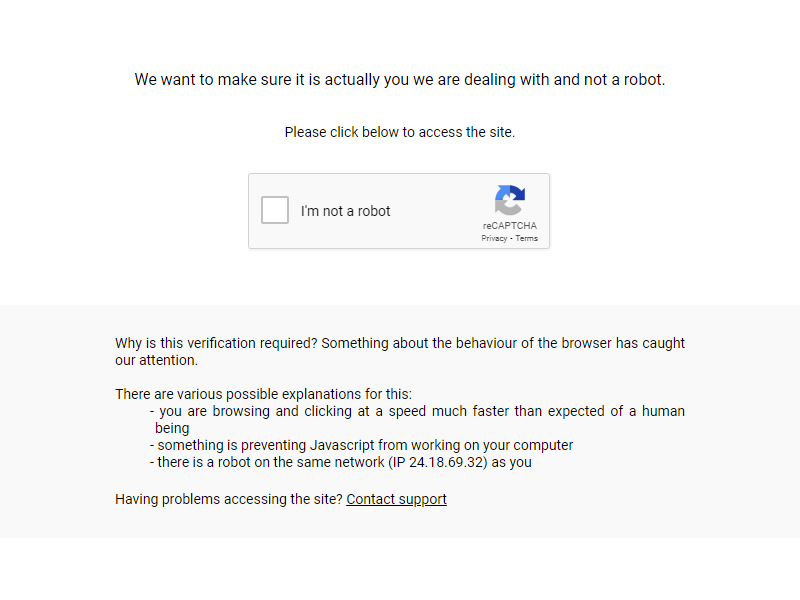 We want to make sure it is actually you we are dealing with and not a robot.
Please click below to access the site.
I'm not a robot
reCAPTCHA
Privacy - Terms
Why is this verification required? Something about the behaviour of the browser has caught
our attention.
There are various possible explanations for this:
- you are browsing and clicking at a speed much faster than expected of a human
being
- something is preventing Javascript from working on your computer
- there is a robot on the same network (IP 24.18.69.32) as you
Having problems accessing the site? Contact support